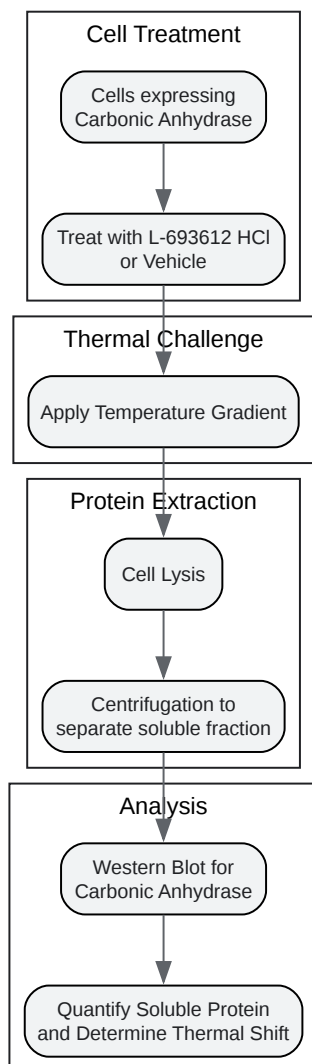 Cell Treatment
Cells expressing
Carbonic Anhydrase
Treat with L-693612 HCl
or Vehicle
Thermal Challenge
Apply Temperature Gradient
Protein Extraction
Cell Lysis
Centrifugation to
separate soluble fraction
Analysis
Western Blot for
Carbonic Anhydrase
Quantify Soluble Protein
and Determine Thermal Shift